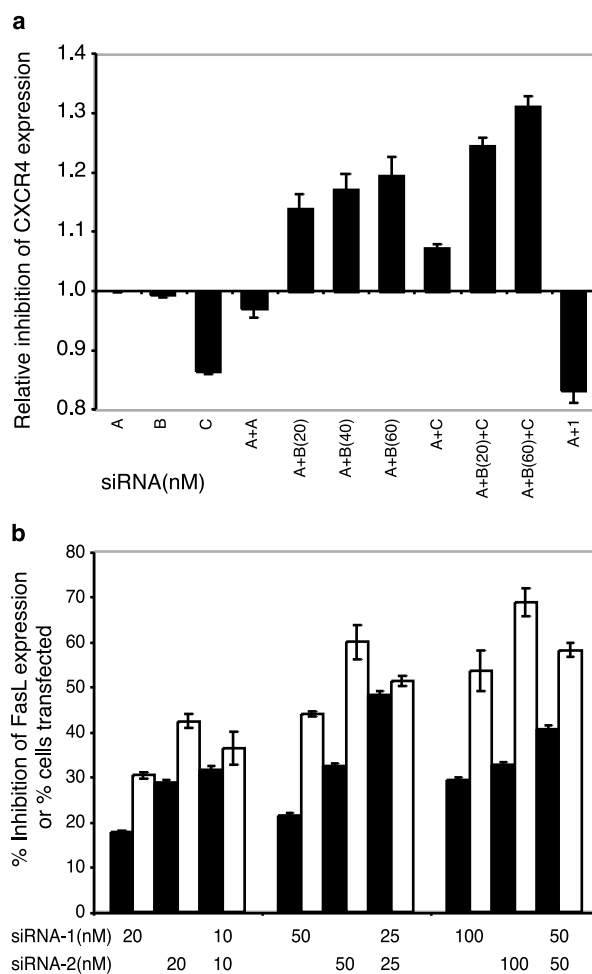 a
Relative inhibition of CXCR4 expression
1.4
1.3
1.2
1.1
1.0
0.9
0.8
A
B
C
A+A
A+B(20)
A+B(40)
A+B(60)
A+C
A+B(20)+C
A+B(60)+C
A+1
siRNA(nM)
b
% Inhibition of FasL expression
or % cells transfected
80
70
60
50
40
30
20
10
0
siRNA-1(nM) 20 10 50 25 100 50
siRNA-2(nM) 20 10 50 25 100 50